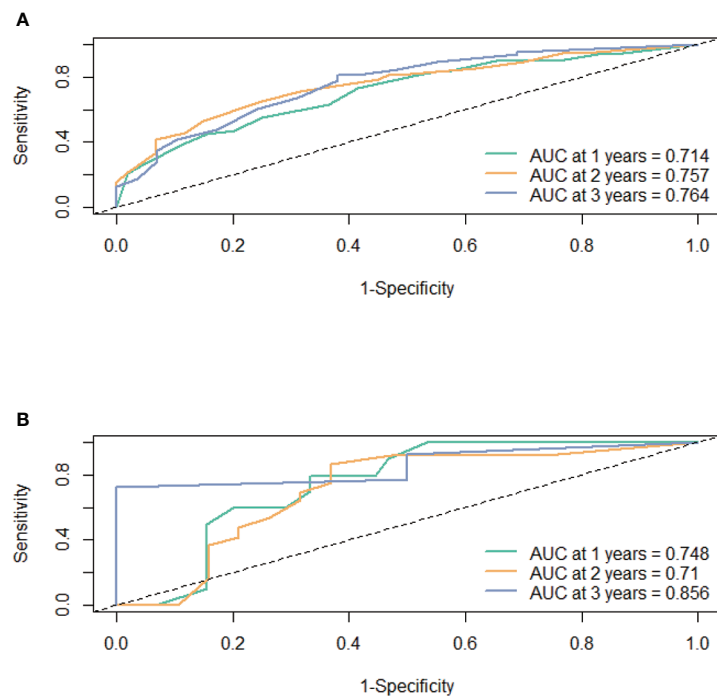 A
Sensitivity
0.0 0.4 0.8
AUC at 1 years = 0.714
AUC at 2 years = 0.757
AUC at 3 years = 0.764
0.0 0.2 0.4 0.6 0.8 1.0
1-Specificity
B
Sensitivity
0.0 0.4 0.8
AUC at 1 years = 0.748
AUC at 2 years = 0.71
AUC at 3 years = 0.856
0.0 0.2 0.4 0.6 0.8 1.0
1-Specificity